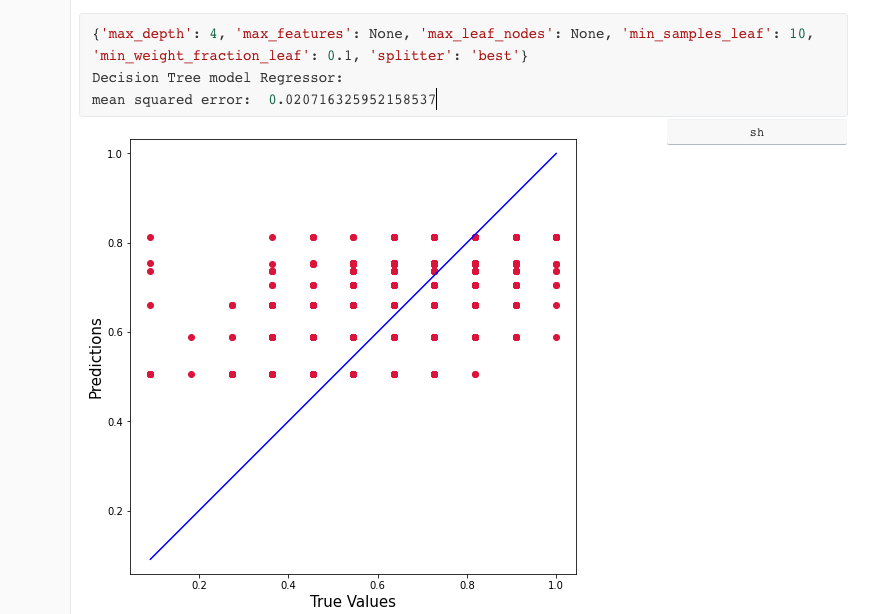 {'max_depth': 4, 'max_features': None, 'max_leaf_nodes': None, 'min_samples_leaf': 10,
'min_weight_fraction_leaf': 0.1, 'splitter': 'best'}
Decision Tree model Regressor:
mean squared error:  0.020716325952158537
sh
1.0
0.8
0.6
0.4
0.2
Predictions
0.2
0.4
0.6
0.8
1.0
True Values